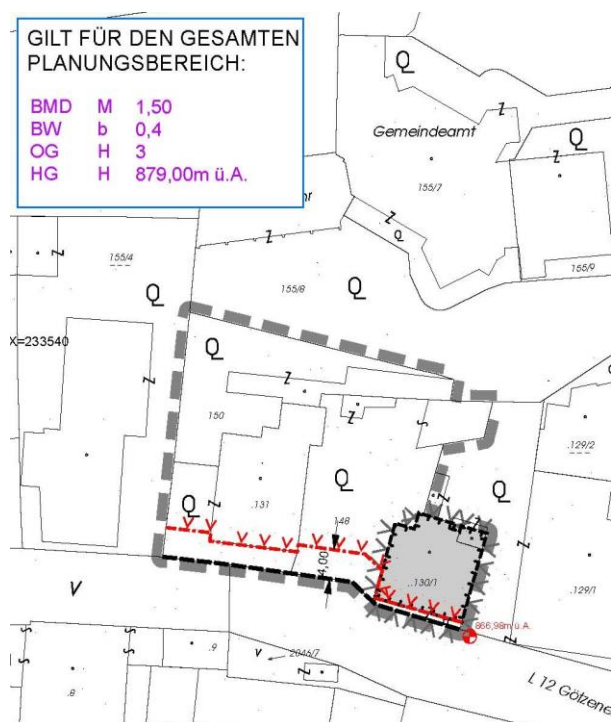 GILT FÜR DEN GESAMTEN
PLANUNGSBEREICH:
BMD M 1,50
BW b 0,4
OG H 3
HG H 879,00m ü.A.
Gemeindeamt
155/7
155/4
155/8
155/9
X=233540
150
.131
148
.129/2
4,00
.130/1
.129/1
866,98m ü.A.
V
.9
V
2046/7
.8
L 12 Götzene